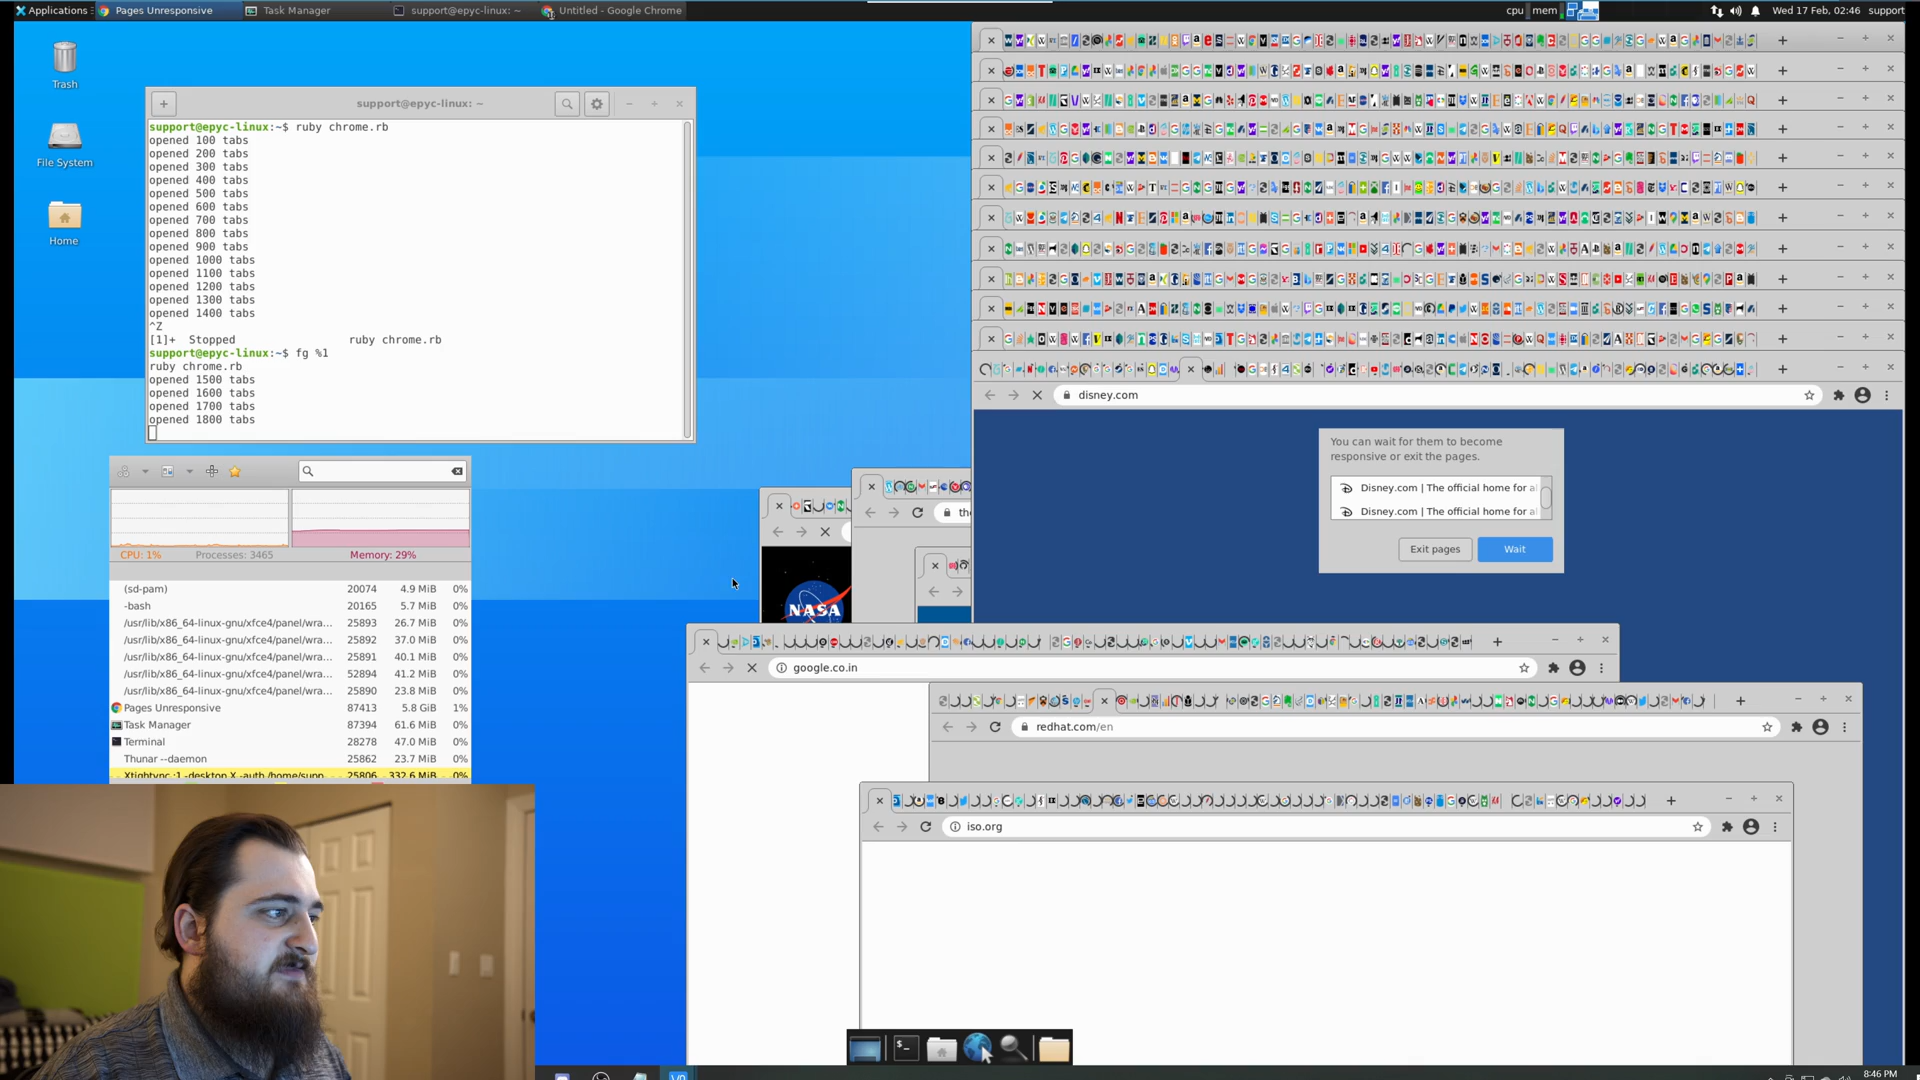 Applications
Pages Unresponsive
Task Manager
support@epyc-linux: ~
Untitled - Google Chrome
cpu
mem
Wed 17 Feb, 02:46
support
Trash
File System
Home
support@epyc-linux: ~
support@epyc-linux:~$ ruby chrome.rb
opened 100 tabs
opened 200 tabs
opened 300 tabs
opened 400 tabs
opened 500 tabs
opened 600 tabs
opened 700 tabs
opened 800 tabs
opened 900 tabs
opened 1000 tabs
opened 1100 tabs
opened 1200 tabs
opened 1300 tabs
opened 1400 tabs
^Z
[1]+ Stopped ruby chrome.rb
support@epyc-linux:~$ fg %1
ruby chrome.rb
opened 1500 tabs
opened 1600 tabs
opened 1700 tabs
opened 1800 tabs
disney.com
You can wait for them to become
responsive or exit the pages.
Disney.com | The official home for al
Disney.com | The official home for al
Exit pages
Wait
CPU: 1%
Processes: 3465
Memory: 29%
(sd-pam) 20074 4.9 MiB 0%
-bash 20165 5.7 MiB 0%
/usr/lib/x86_64-linux-gnu/xfce4/panel/wra... 25893 26.7 MiB 0%
/usr/lib/x86_64-linux-gnu/xfce4/panel/wra... 25892 37.0 MiB 0%
/usr/lib/x86_64-linux-gnu/xfce4/panel/wra... 25891 40.1 MiB 0%
/usr/lib/x86_64-linux-gnu/xfce4/panel/wra... 52894 41.2 MiB 0%
/usr/lib/x86_64-linux-gnu/xfce4/panel/wra... 25890 23.8 MiB 0%
Pages Unresponsive 87413 5.8 GiB 1%
Task Manager 87394 61.6 MiB 0%
Terminal 28278 47.0 MiB 0%
Thunar --daemon 25862 23.7 MiB 0%
Xtightvnc :1 -desktop X -auth /home/supp... 25806 332.6 MiB 0%
the
NASA
google.co.in
redhat.com/en
iso.org
8:46 PM